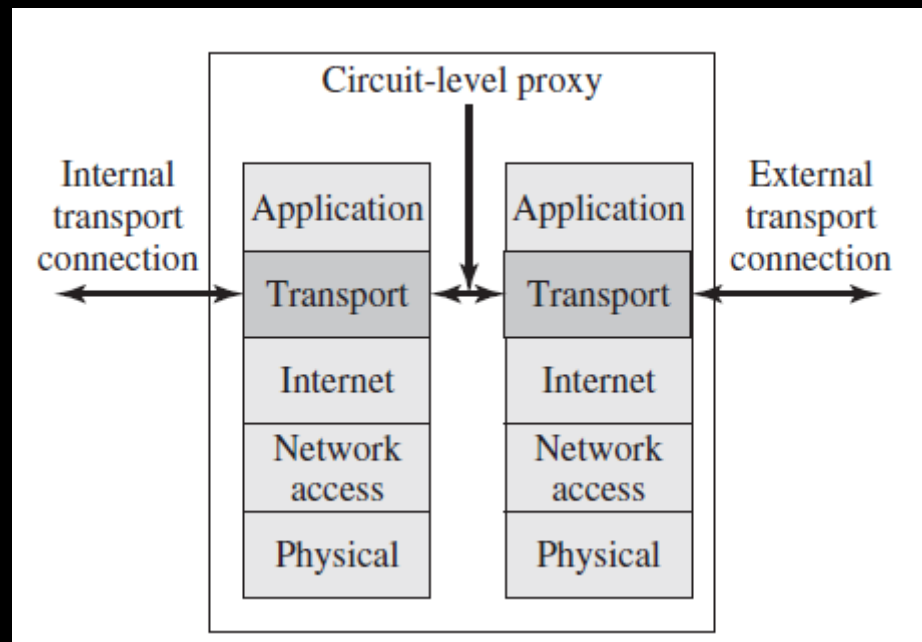 Circuit-level proxy
Internal
transport
connection
External
transport
connection
Application
Transport
Internet
Network
access
Physical
Application
Transport
Internet
Network
access
Physical